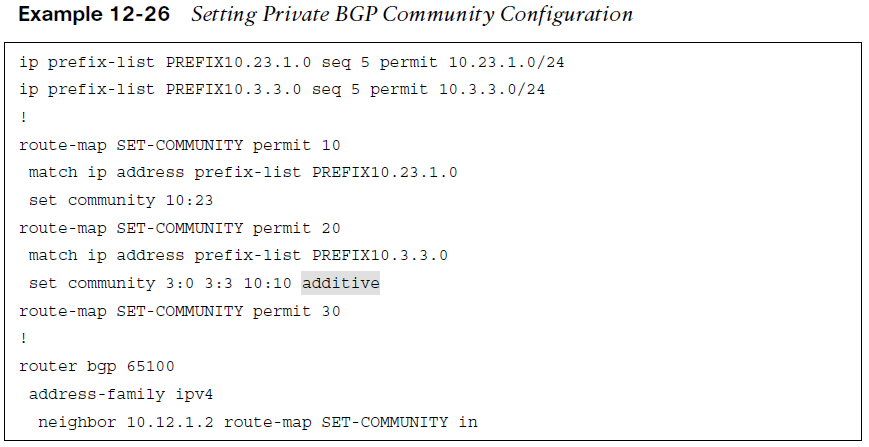 Example 12-26 Setting Private BGP Community Configuration
ip prefix-list PREFIX10.23.1.0 seq 5 permit 10.23.1.0/24
ip prefix-list PREFIX10.3.3.0 seq 5 permit 10.3.3.0/24
!
route-map SET-COMMUNITY permit 10
match ip address prefix-list PREFIX10.23.1.0
set community 10:23
route-map SET-COMMUNITY permit 20
match ip address prefix-list PREFIX10.3.3.0
set community 3:0 3:3 10:10 additive
route-map SET-COMMUNITY permit 30
!
router bgp 65100
address-family ipv4
neighbor 10.12.1.2 route-map SET-COMMUNITY in